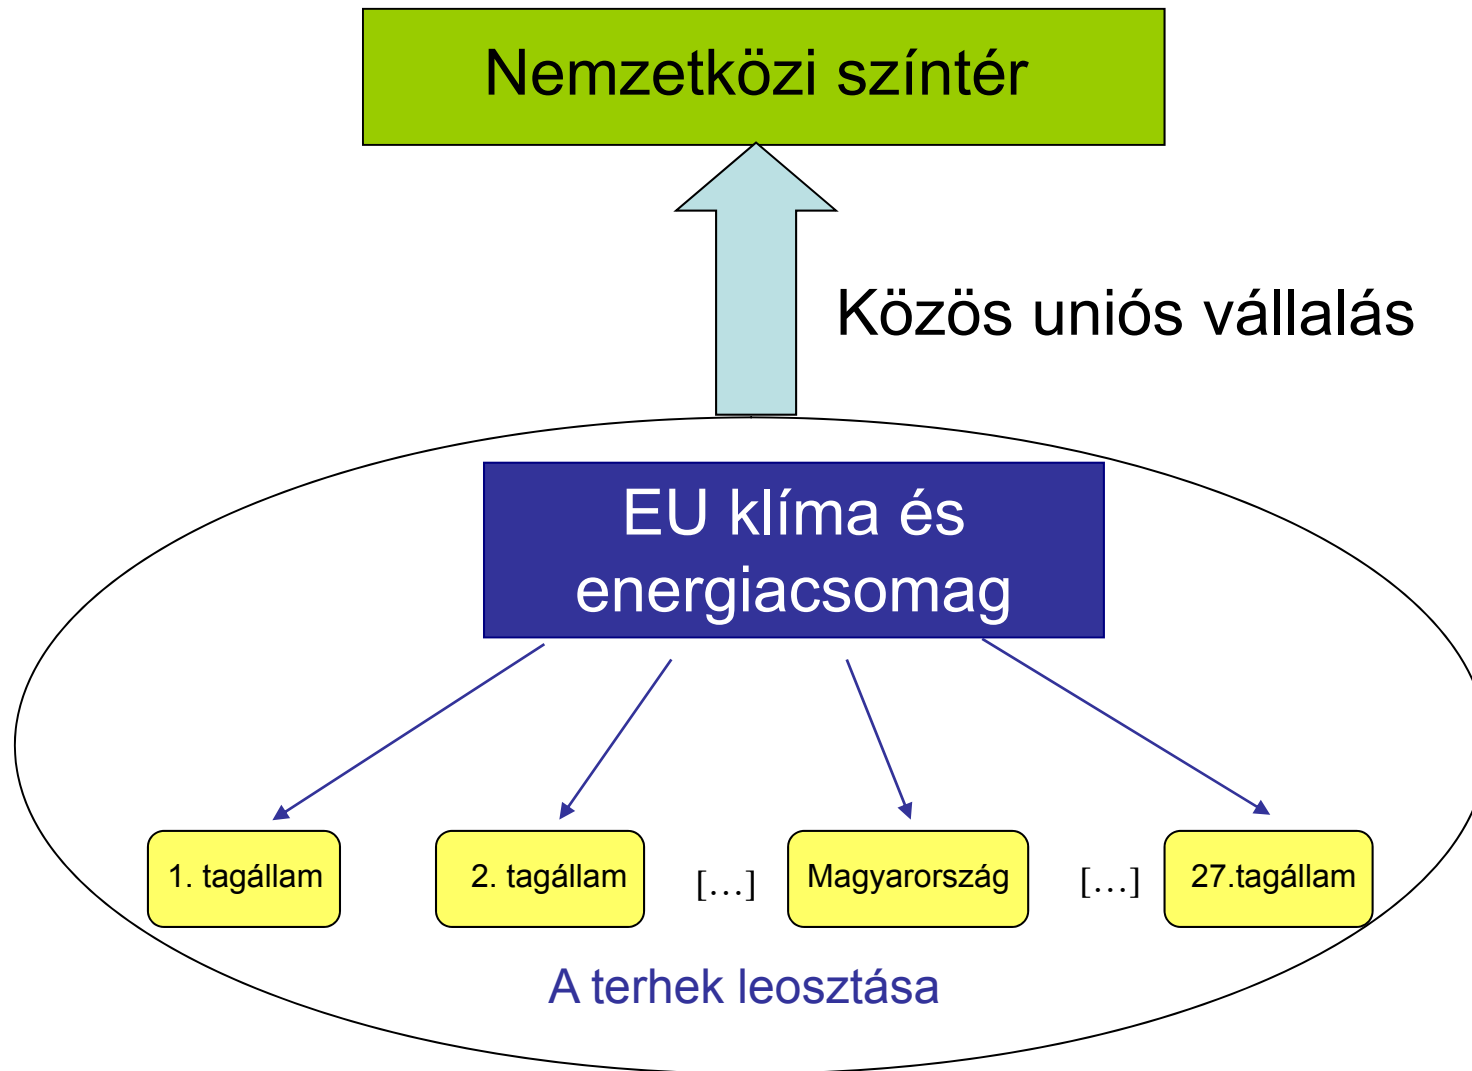 Nemzetközi színtér
Közös uniós vállalás
EU klíma és
energiacsomag
1. tagállam
2. tagállam
[…]
Magyarország
[…]
27.tagállam
A terhek leosztása